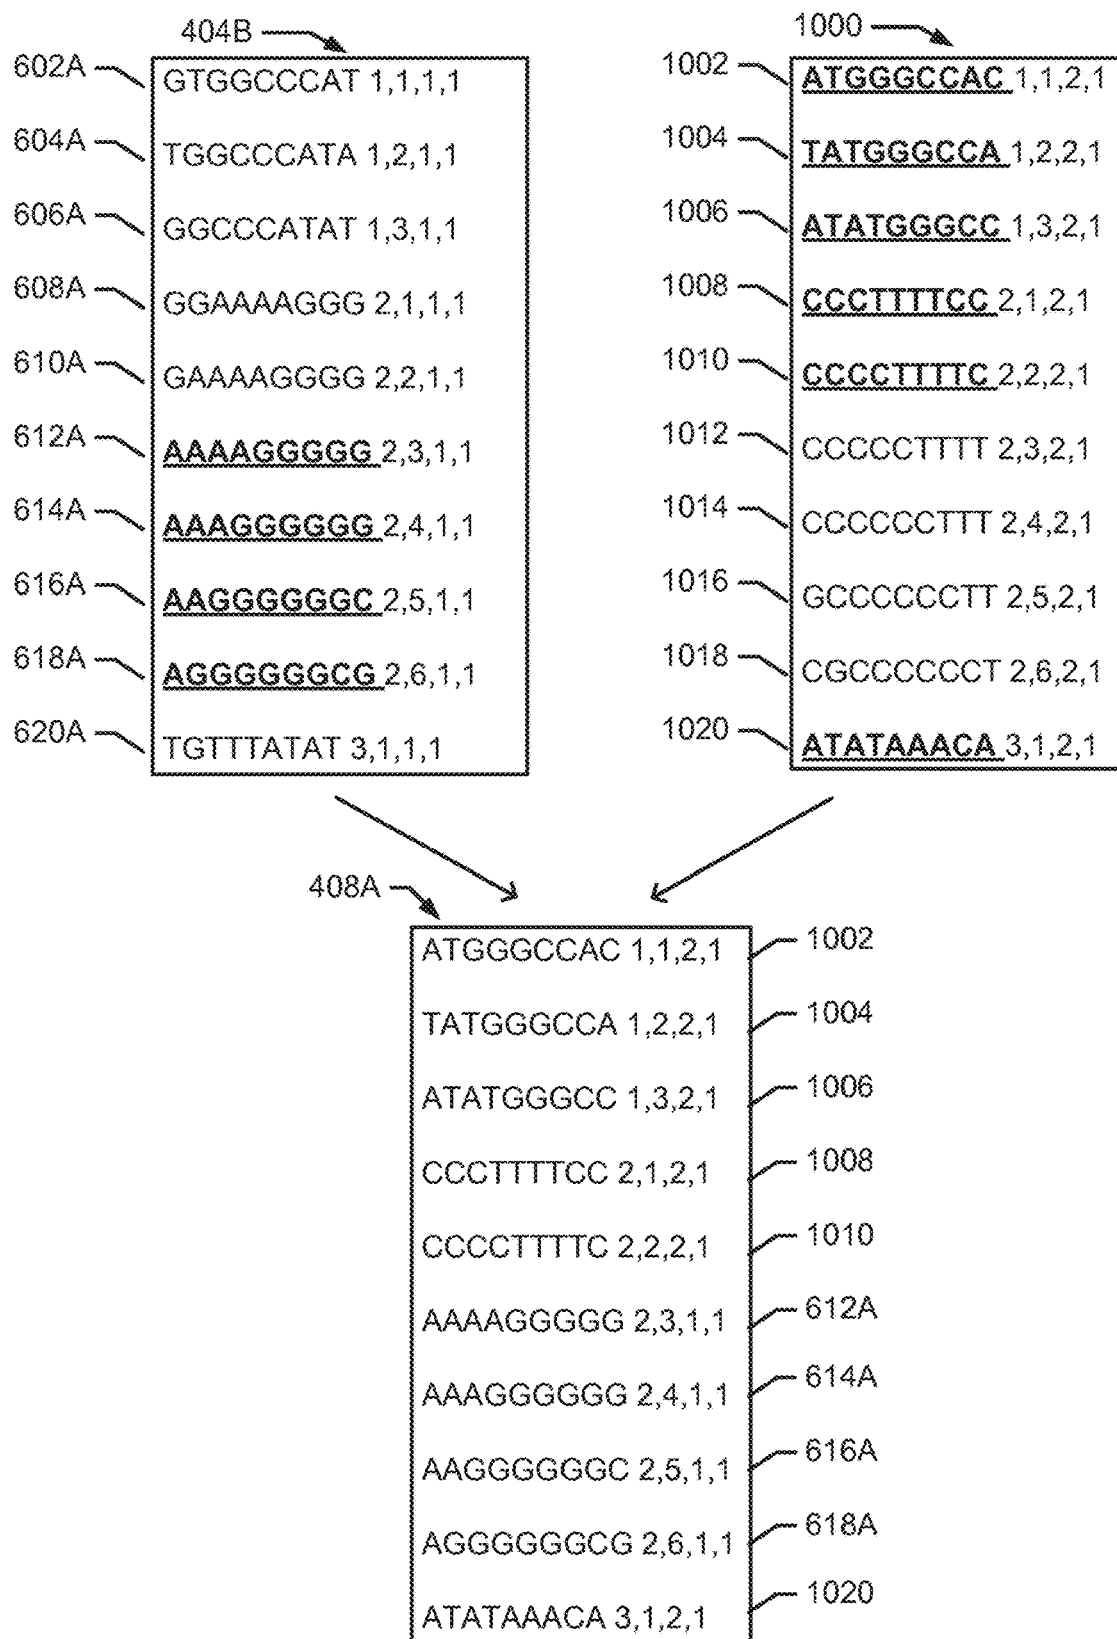 404B
602A GTGGCCCAT 1,1,1,1
604A TGGCCCATA 1,2,1,1
606A GGCCCATAT 1,3,1,1
608A GGAAAAGGG 2,1,1,1
610A GAAAAGGGG 2,2,1,1
612A AAAAGGGGG 2,3,1,1
614A AAAGGGGGG 2,4,1,1
616A AAGGGGGGC 2,5,1,1
618A AGGGGGGCG 2,6,1,1
620A TGTTTATAT 3,1,1,1
1000
1002 ATGGGCCAC 1,1,2,1
1004 TATGGGCCA 1,2,2,1
1006 ATATGGGCC 1,3,2,1
1008 CCCTTTTCC 2,1,2,1
1010 CCCCTTTTC 2,2,2,1
1012 CCCCCTTTT 2,3,2,1
1014 CCCCCCTTT 2,4,2,1
1016 GCCCCCCTT 2,5,2,1
1018 CGCCCCCCT 2,6,2,1
1020 ATATAAACA 3,1,2,1
408A
ATGGGCCAC 1,1,2,1 1002
TATGGGCCA 1,2,2,1 1004
ATATGGGCC 1,3,2,1 1006
CCCTTTTCC 2,1,2,1 1008
CCCCTTTTC 2,2,2,1 1010
AAAAGGGGG 2,3,1,1 612A
AAAGGGGGG 2,4,1,1 614A
AAGGGGGGC 2,5,1,1 616A
AGGGGGGCG 2,6,1,1 618A
ATATAAACA 3,1,2,1 1020